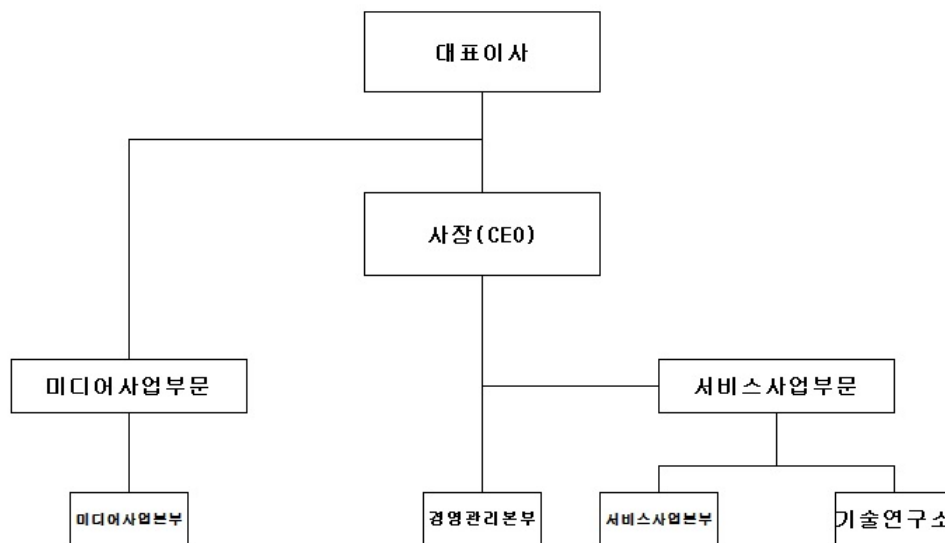 대표이사
사장(CEO)
미디어사업부문
서비스사업부문
미디어사업본부
경영관리본부
서비스사업본부
기술연구소